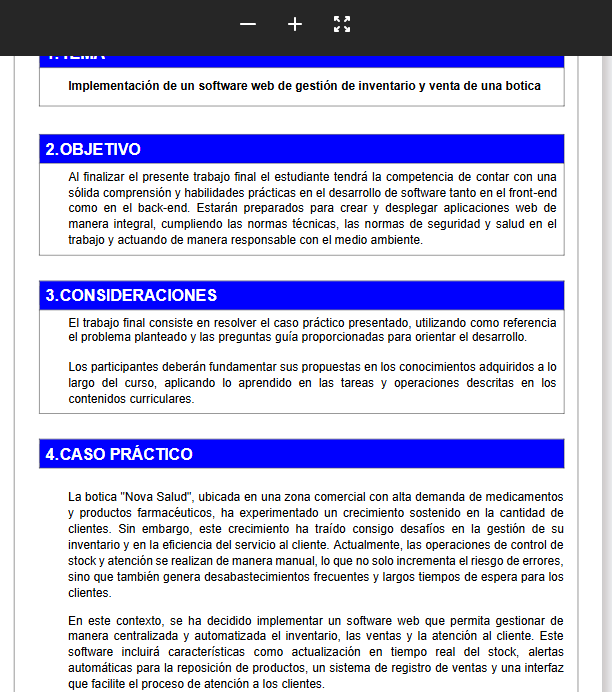 1.TEMA
Implementación de un software web de gestión de inventario y venta de una botica
2.OBJETIVO
Al finalizar el presente trabajo final el estudiante tendrá la competencia de contar con una
sólida comprensión y habilidades prácticas en el desarrollo de software tanto en el front-end
como en el back-end. Estarán preparados para crear y desplegar aplicaciones web de
manera integral, cumpliendo las normas técnicas, las normas de seguridad y salud en el
trabajo y actuando de manera responsable con el medio ambiente.
3.CONSIDERACIONES
El trabajo final consiste en resolver el caso práctico presentado, utilizando como referencia
el problema planteado y las preguntas guía proporcionadas para orientar el desarrollo.
Los participantes deberán fundamentar sus propuestas en los conocimientos adquiridos a lo
largo del curso, aplicando lo aprendido en las tareas y operaciones descritas en los
contenidos curriculares.
4.CASO PRÁCTICO
La botica "Nova Salud", ubicada en una zona comercial con alta demanda de medicamentos
y productos farmacéuticos, ha experimentado un crecimiento sostenido en la cantidad de
clientes. Sin embargo, este crecimiento ha traído consigo desafíos en la gestión de su
inventario y en la eficiencia del servicio al cliente. Actualmente, las operaciones de control de
stock y atención se realizan de manera manual, lo que no solo incrementa el riesgo de errores,
sino que también genera desabastecimientos frecuentes y largos tiempos de espera para los
clientes.
En este contexto, se ha decidido implementar un software web que permita gestionar de
manera centralizada y automatizada el inventario, las ventas y la atención al cliente. Este
software incluirá características como actualización en tiempo real del stock, alertas
automáticas para la reposición de productos, un sistema de registro de ventas y una interfaz
que facilite el proceso de atención a los clientes.